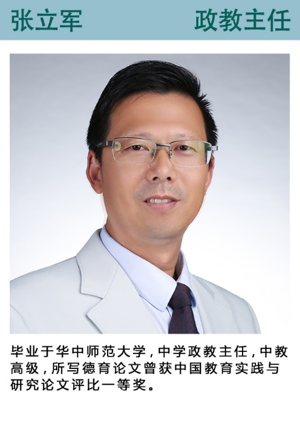 张立军 政教主任
毕业于华中师范大学,中学政教主任,中教
高级,所写德育论文曾获中国教育实践与
研究论文评比一等奖。